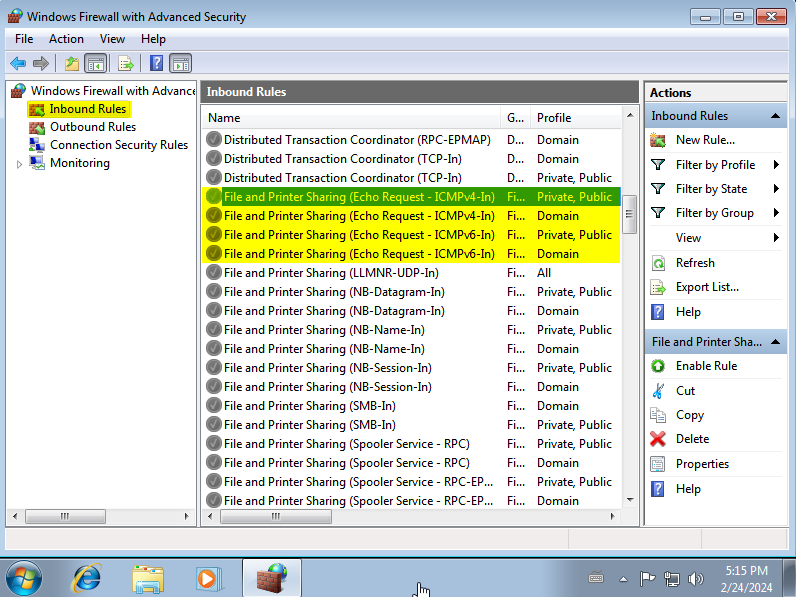 Windows Firewall with Advanced Security
File Action View Help
Windows Firewall with Advance
Inbound Rules
Outbound Rules
Connection Security Rules
Monitoring
Inbound Rules
Name G... Profile
Distributed Transaction Coordinator (RPC-EPMAP) D... Domain
Distributed Transaction Coordinator (TCP-In) D... Domain
Distributed Transaction Coordinator (TCP-In) D... Private, Public
File and Printer Sharing (Echo Request - ICMPv4-In) Fi... Private, Public
File and Printer Sharing (Echo Request - ICMPv4-In) Fi... Domain
File and Printer Sharing (Echo Request - ICMPv6-In) Fi... Private, Public
File and Printer Sharing (Echo Request - ICMPv6-In) Fi... Domain
File and Printer Sharing (LLMNR-UDP-In) Fi... All
File and Printer Sharing (NB-Datagram-In) Fi... Private, Public
File and Printer Sharing (NB-Datagram-In) Fi... Domain
File and Printer Sharing (NB-Name-In) Fi... Private, Public
File and Printer Sharing (NB-Name-In) Fi... Domain
File and Printer Sharing (NB-Session-In) Fi... Private, Public
File and Printer Sharing (NB-Session-In) Fi... Domain
File and Printer Sharing (SMB-In) Fi... Domain
File and Printer Sharing (SMB-In) Fi... Private, Public
File and Printer Sharing (Spooler Service - RPC) Fi... Private, Public
File and Printer Sharing (Spooler Service - RPC) Fi... Domain
File and Printer Sharing (Spooler Service - RPC-EP... Fi... Private, Public
File and Printer Sharing (Spooler Service - RPC-EP... Fi... Domain
Actions
Inbound Rules
New Rule...
Filter by Profile
Filter by State
Filter by Group
View
Refresh
Export List...
Help
File and Printer Sha...
Enable Rule
Cut
Copy
Delete
Properties
Help
5:15 PM
2/24/2024